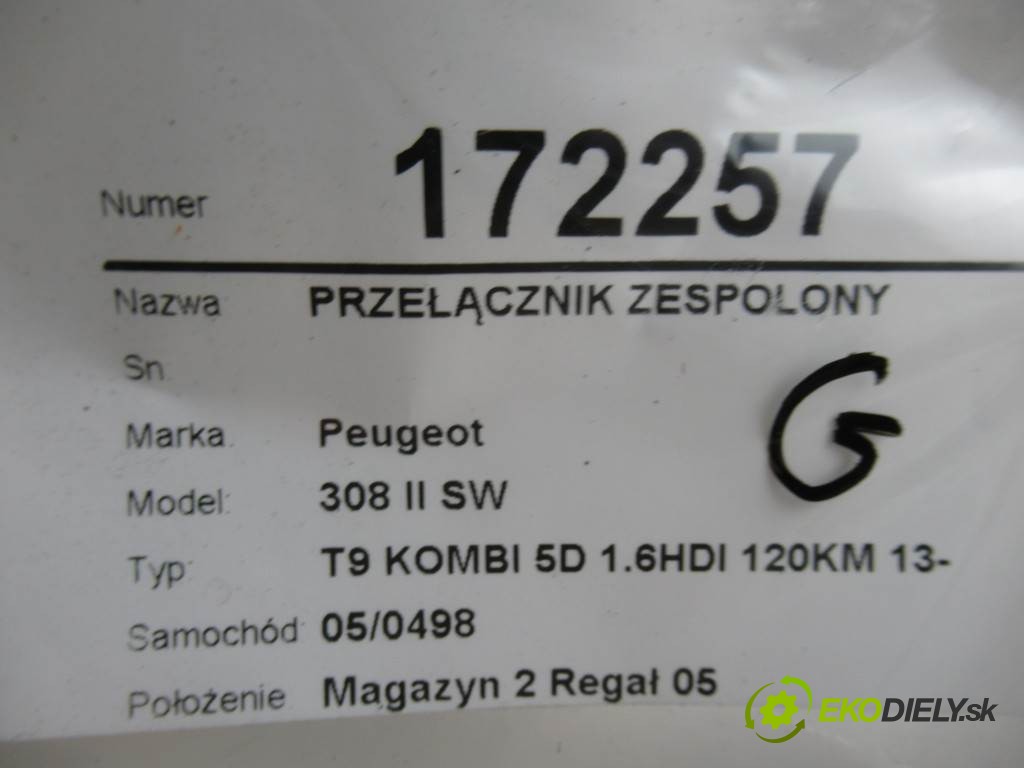 Numer 172257
Nazwa PRZEŁĄCZNIK ZESPOLONY
Sn
Marka Peugeot
G
Model: 308 II SW
Typ: T9 KOMBI 5D 1.6HDI 120KM 13-
Samochód 05/0498
Położenie Magazyn 2 Regał 05
EKODIELY.sk